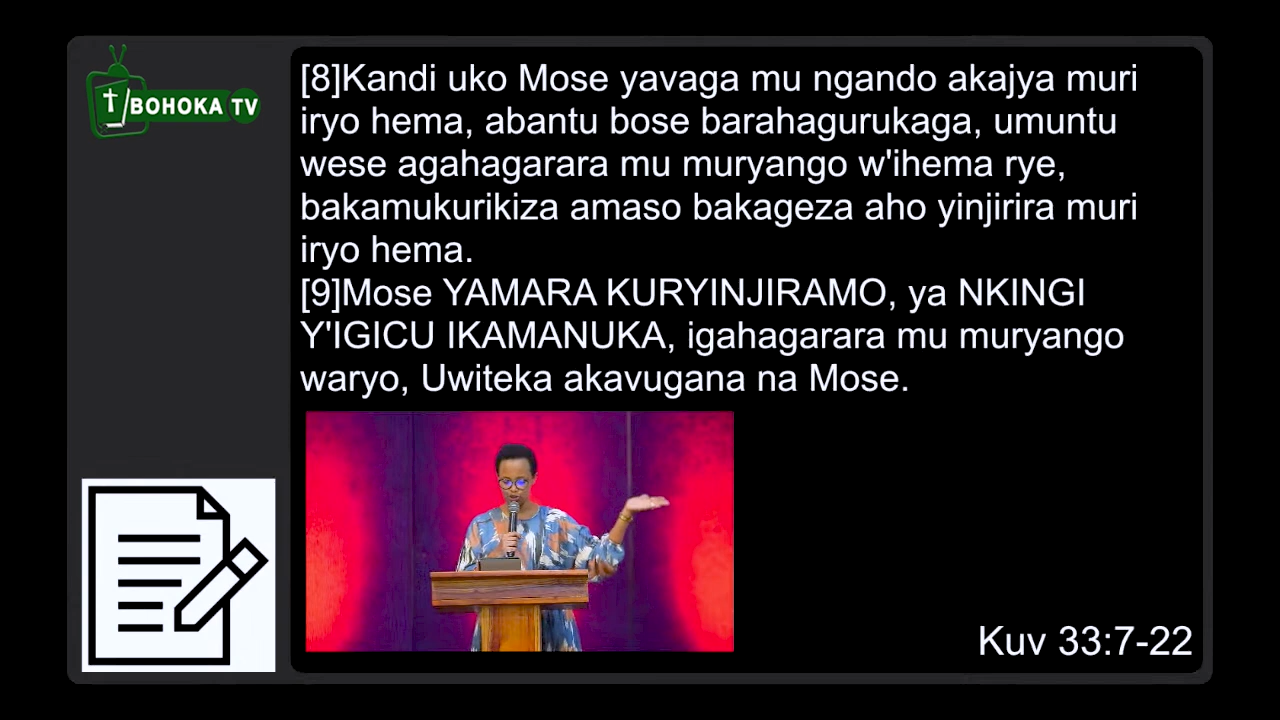 BOHOKA TV
[8]Kandi uko Mose yavaga mu ngando akajya muri
iryo hema, abantu bose barahagurukaga, umuntu
wese agahagarara mu muryango w'ihema rye,
bakamukurikiza amaso bakageza aho yinjirira muri
iryo hema.
[9]Mose YAMARA KURYINJIRAMO, ya NKINGI
Y'IGICU IKAMANUKA, igahagarara mu muryango
waryo, Uwiteka akavugana na Mose.
Kuv 33:7-22